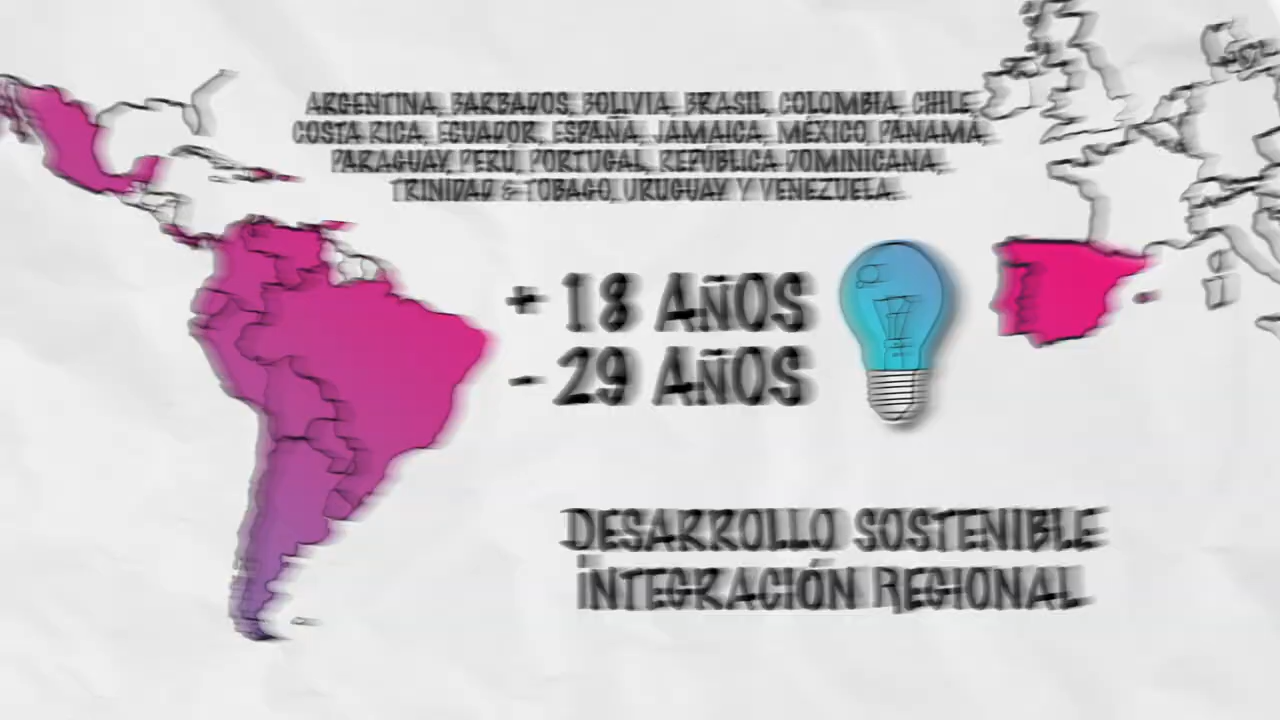 ARGENTINA, BARBADOS, BOLIVIA, BRASIL, COLOMBIA, CHILE,
COSTA RICA, ECUADOR, ESPAÑA, JAMAICA, MÉXICO, PANAMÁ,
PARAGUAY, PERÚ, PORTUGAL, REPÚBLICA DOMINICANA,
TRINIDAD & TOBAGO, URUGUAY Y VENEZUELA.
+ 18 AÑOS
- 29 AÑOS
DESARROLLO SOSTENIBLE
INTEGRACIÓN REGIONAL